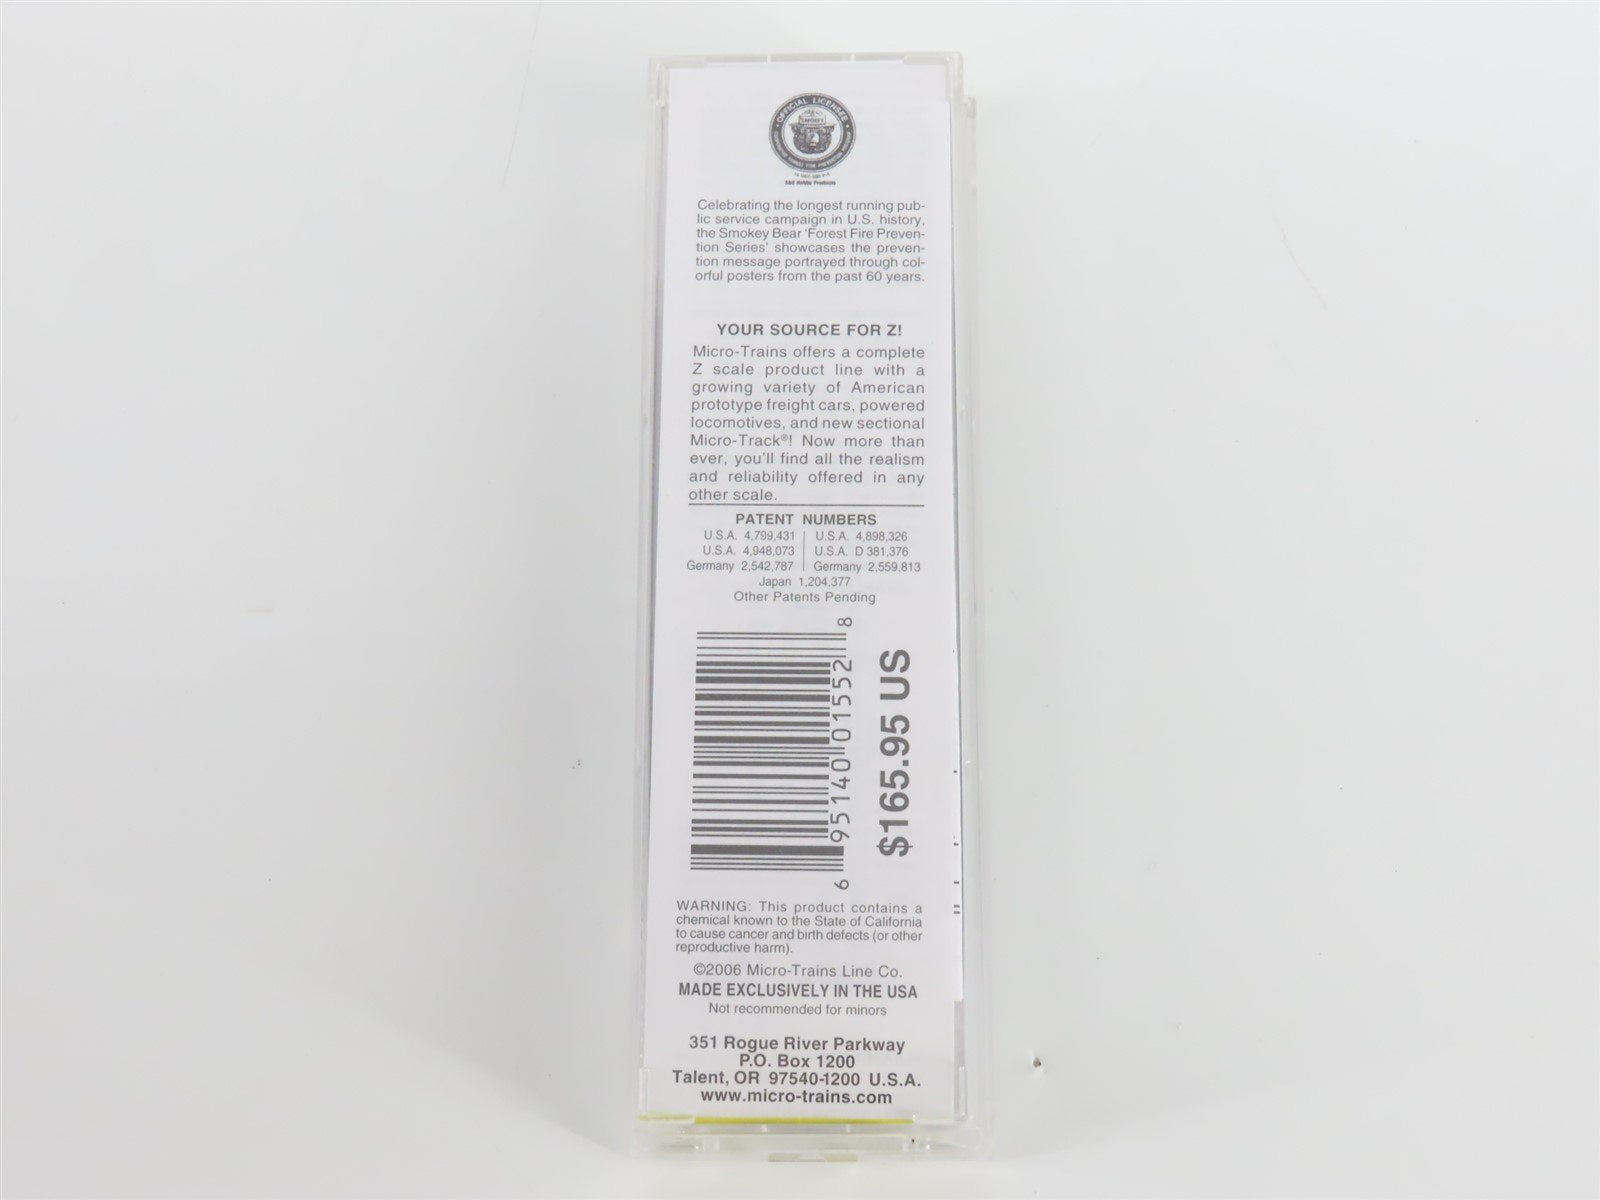 OFFICIAL LICENSEE
SMOKEY
Celebrating the longest running pub-
lic service campaign in U.S. history,
the Smokey Bear 'Forest Fire Preven-
tion Series' showcases the preven-
tion message portrayed through col-
orful posters from the past 60 years.
YOUR SOURCE FOR Z!
Micro-Trains offers a complete
Z scale product line with a
growing variety of American
prototype freight cars, powered
locomotives, and new sectional
Micro-Track®! Now more than
ever, you'll find all the realism
and reliability offered in any
other scale.
PATENT NUMBERS
U.S.A. 4,799,431 | U.S.A. 4,898,326
U.S.A. 4,948,073 | U.S.A. D 381,376
Germany 2,542,787 | Germany 2,559,813
Japan 1,204,377
Other Patents Pending
6 95140 01552 8
$165.95 US
WARNING: This product contains a
chemical known to the State of California
to cause cancer and birth defects (or other
reproductive harm).
©2006 Micro-Trains Line Co.
MADE EXCLUSIVELY IN THE USA
Not recommended for minors
351 Rogue River Parkway
P.O. Box 1200
Talent, OR 97540-1200 U.S.A.
www.micro-trains.com